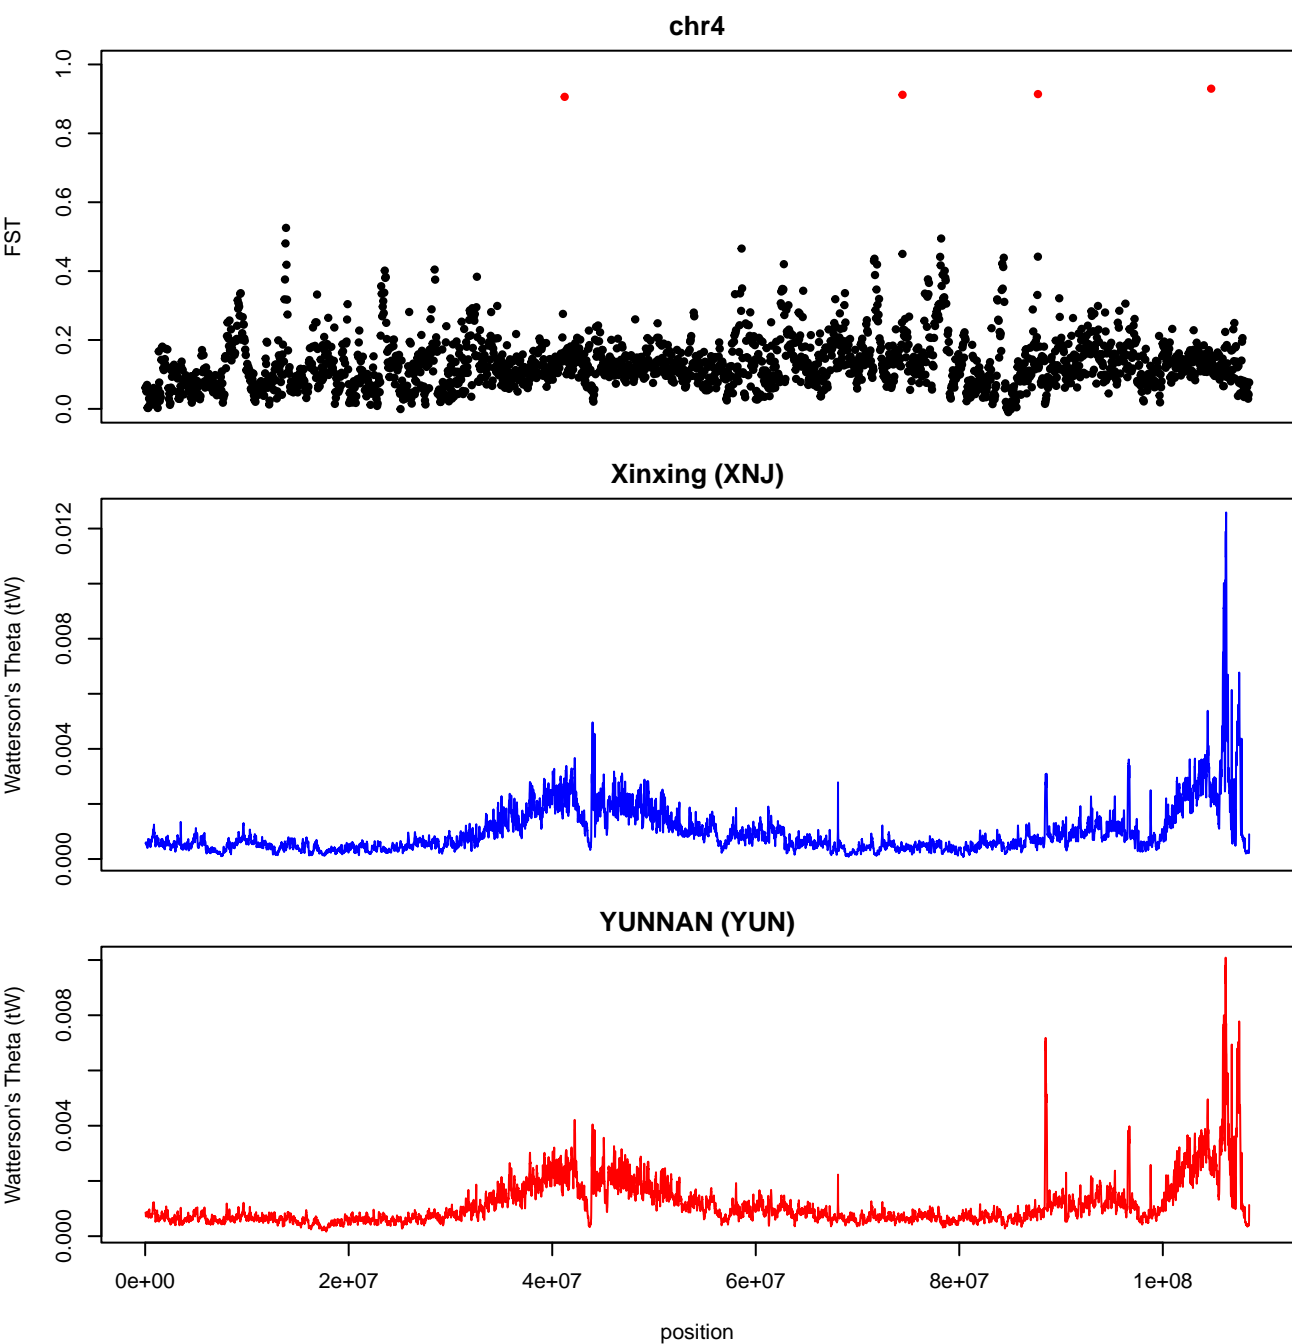 chr4
FST
0.0
0.2
0.4
0.6
0.8
1.0
Xinxing (XNJ)
Watterson's Theta (tW)
0.000
0.004
0.008
0.012
YUNNAN (YUN)
Watterson's Theta (tW)
0.000
0.004
0.008
0e+00 2e+07 4e+07 6e+07 8e+07 1e+08
position